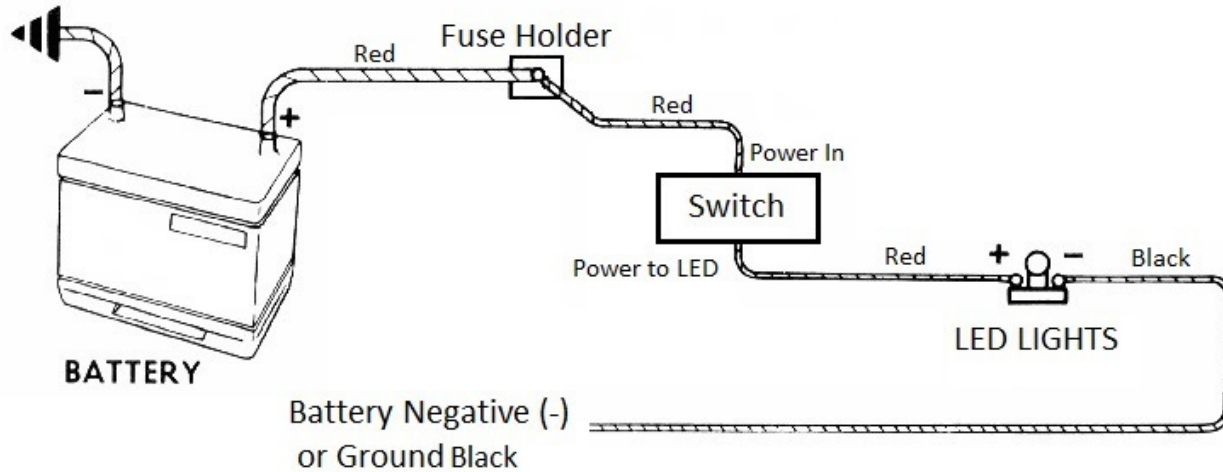 Fuse Holder
Red
-
+
Red
Power In
Switch
Power to LED
Red
+
-
Black
LED LIGHTS
BATTERY
Battery Negative (-)
or Ground Black